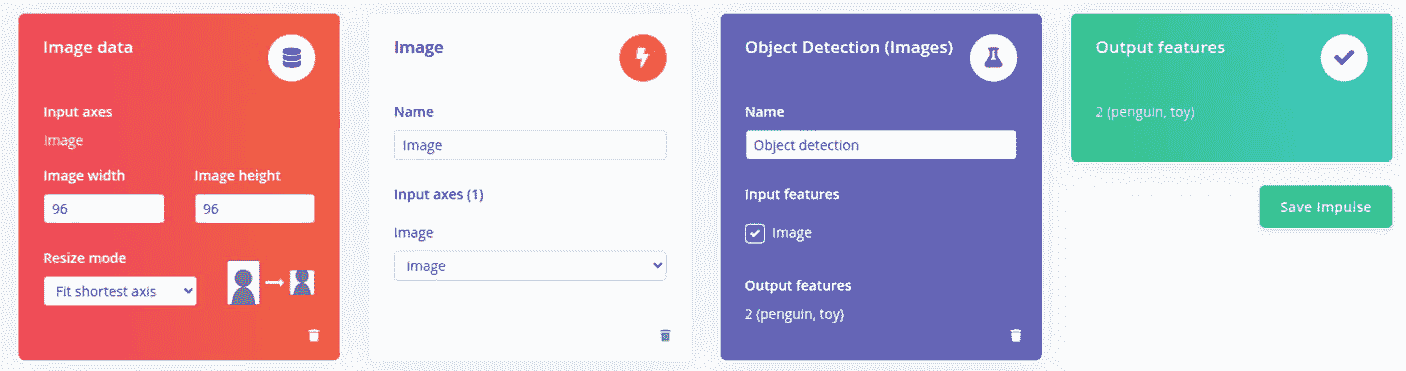 Image data
Input axes
image
Image width
Image height
96
96
Resize mode
Fit shortest axis
Image
Name
Image
Input axes (1)
Image
image
Object Detection (Images)
Name
Object detection
Input features
Image
Output features
2 (penguin, toy)
Output features
2 (penguin, toy)
Save Impulse